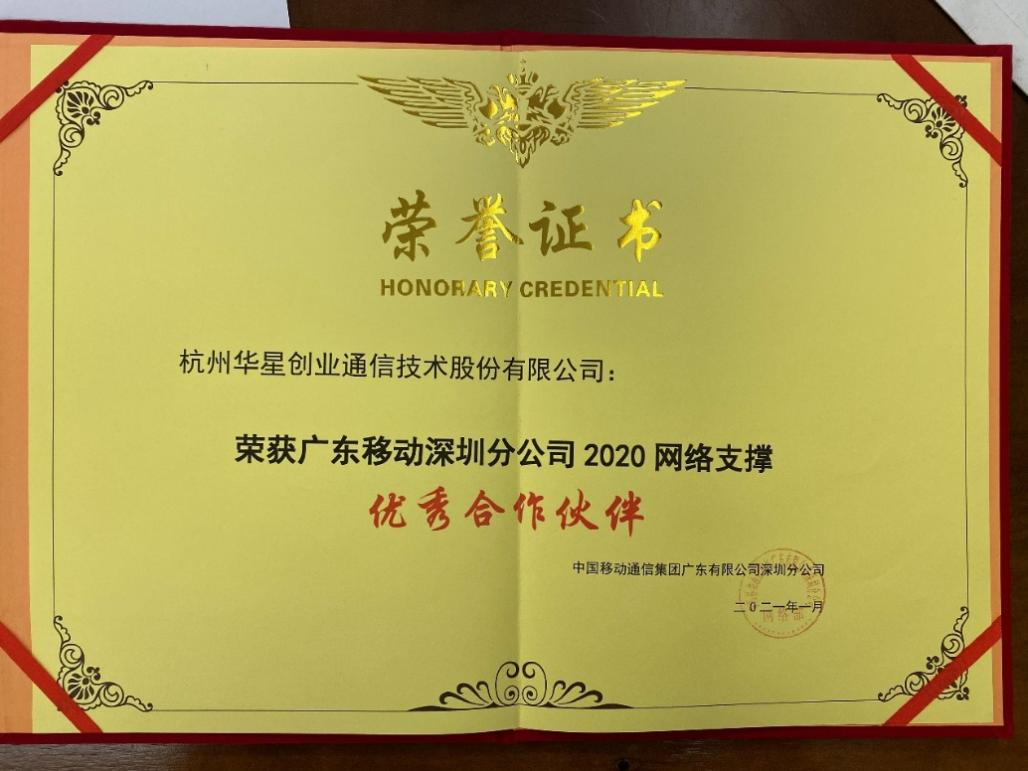 荣誉证书
HONORARY CREDENTIAL
杭州华星创业通信技术股份有限公司：
荣获广东移动深圳分公司 2020 网络支撑
优秀合作伙伴
中国移动通信集团广东有限公司深圳分公司
二0二一年一月